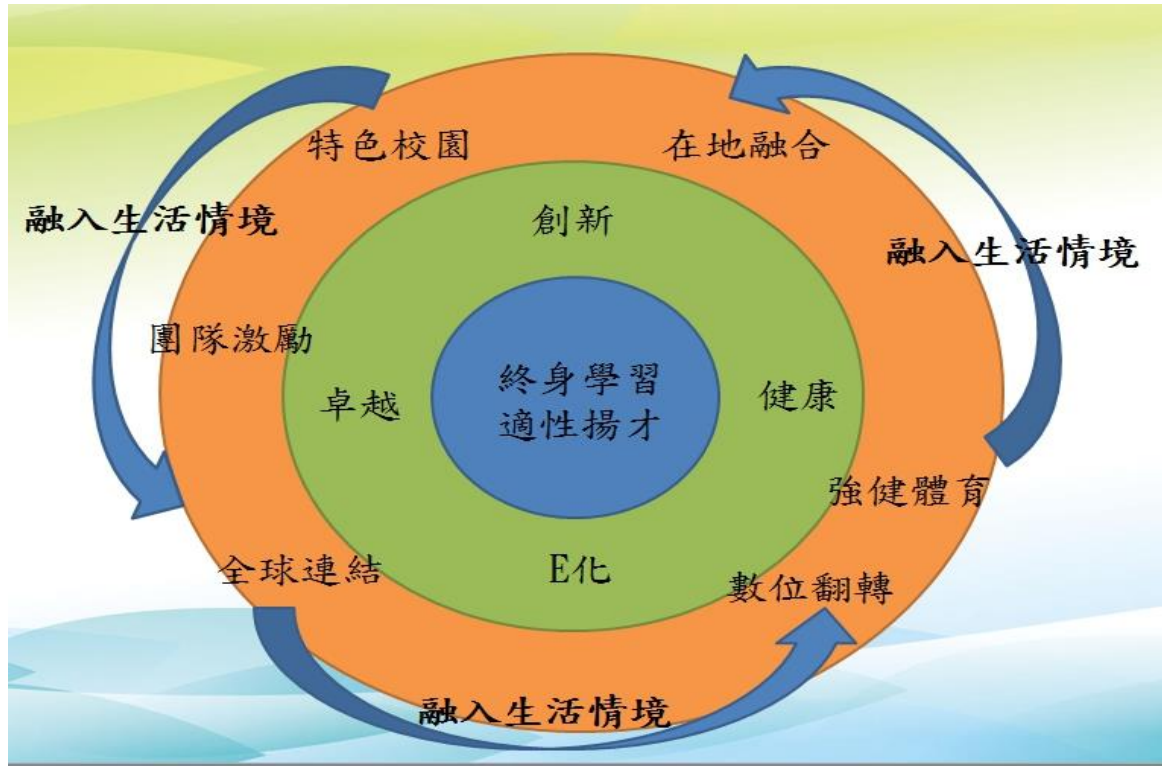 特色校園
在地融合
融入生活情境
創新
融入生活情境
團隊激勵
卓越
終身學習
適性揚才
健康
強健體育
全球連結
E化
數位翻轉
融入生活情境